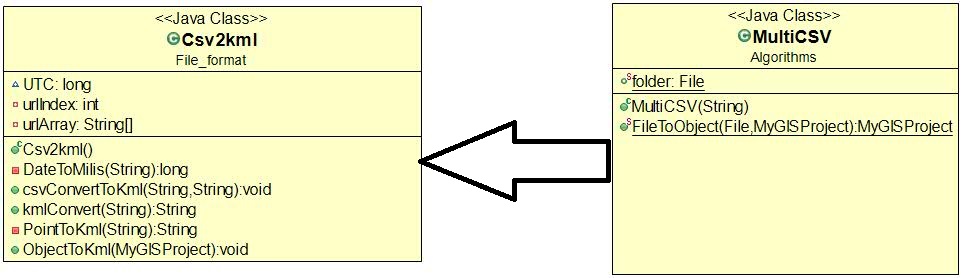 <<Java Class>>
Csv2kml
File_format
UTC: long
urlIndex: int
urlArray: String[]
Csv2kml()
DateToMilis(String):long
csvConvertToKml(String,String):void
kmlConvert(String):String
PointToKml(String):String
ObjectToKml(MyGISProject):void
<<Java Class>>
MultiCSV
Algorithms
folder: File
MultiCSV(String)
FileToObject(File,MyGISProject):MyGISProject